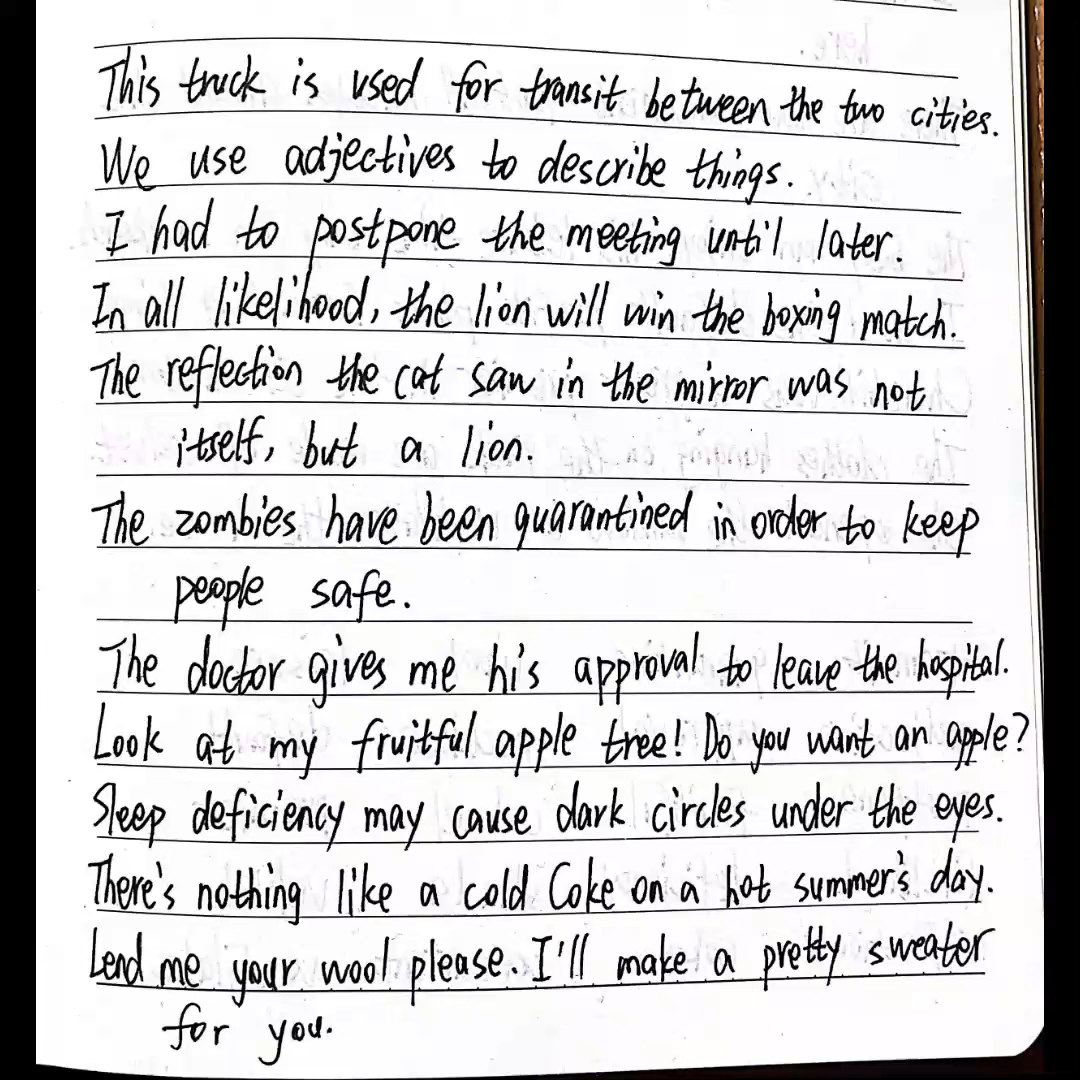 This truck is used for transit between the two cities.
We use adjectives to describe things.
I had to postpone the meeting until later.
In all likelihood, the lion will win the boxing match.
The reflection the cat saw in the mirror was not
itself, but a lion.
The zombies have been quarantined in order to keep
people safe.
The doctor gives me his approval to leave the hospital.
Look at my fruitful apple tree! Do you want an apple?
Sleep deficiency may cause dark circles under the eyes.
There's nothing like a cold Coke on a hot summer's day.
Lend me your wool please. I'll make a pretty sweater
for you.